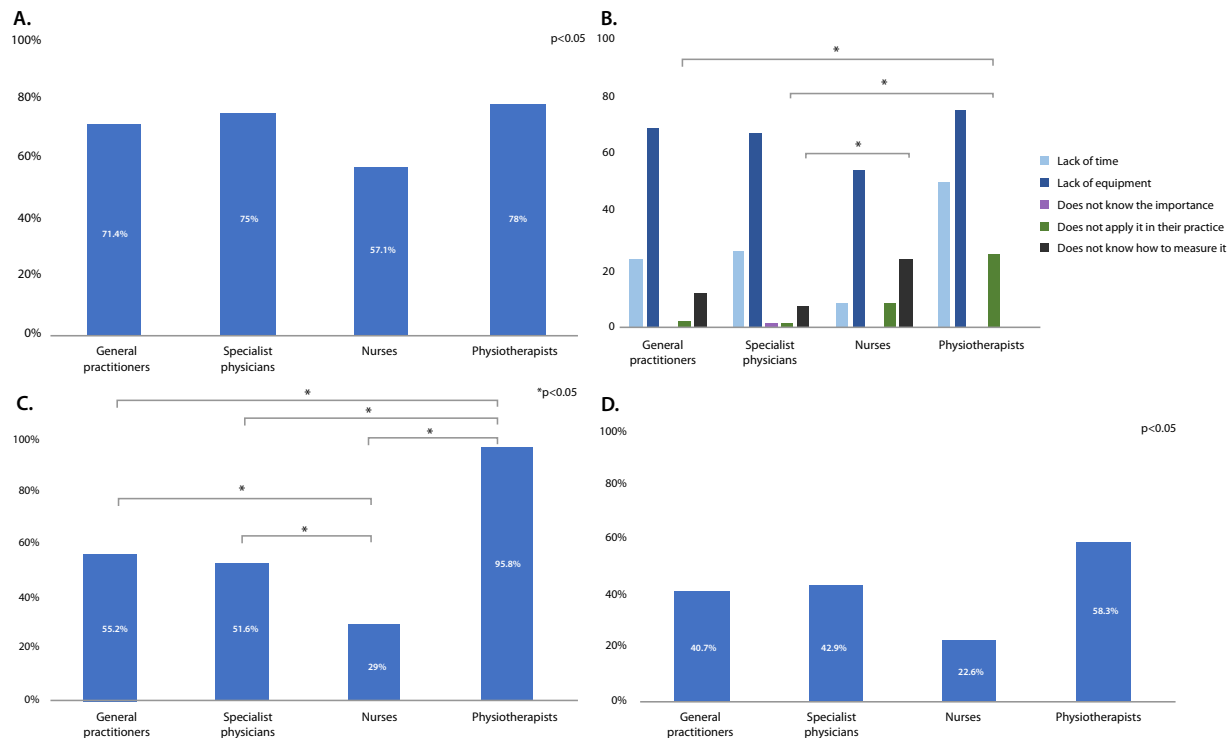 A.
100%
p<0.05
80%
60%
40%
20%
0%
71.4%
75%
57.1%
78%
General
practitioners
Specialist
physicians
Nurses
Physiotherapists
B.
100
80
60
40
20
0
*
*
*
General
practitioners
Specialist
physicians
Nurses
Physiotherapists
Lack of time
Lack of equipment
Does not know the importance
Does not apply it in their practice
Does not know how to measure it
C.
*p<0.05
100%
80%
60%
40%
20%
0%
*
*
*
*
*
55.2%
51.6%
29%
95.8%
General
practitioners
Specialist
physicians
Nurses
Physiotherapists
D.
p<0.05
100%
80%
60%
40%
20%
0%
40.7%
42.9%
22.6%
58.3%
General
practitioners
Specialist
physicians
Nurses
Physiotherapists